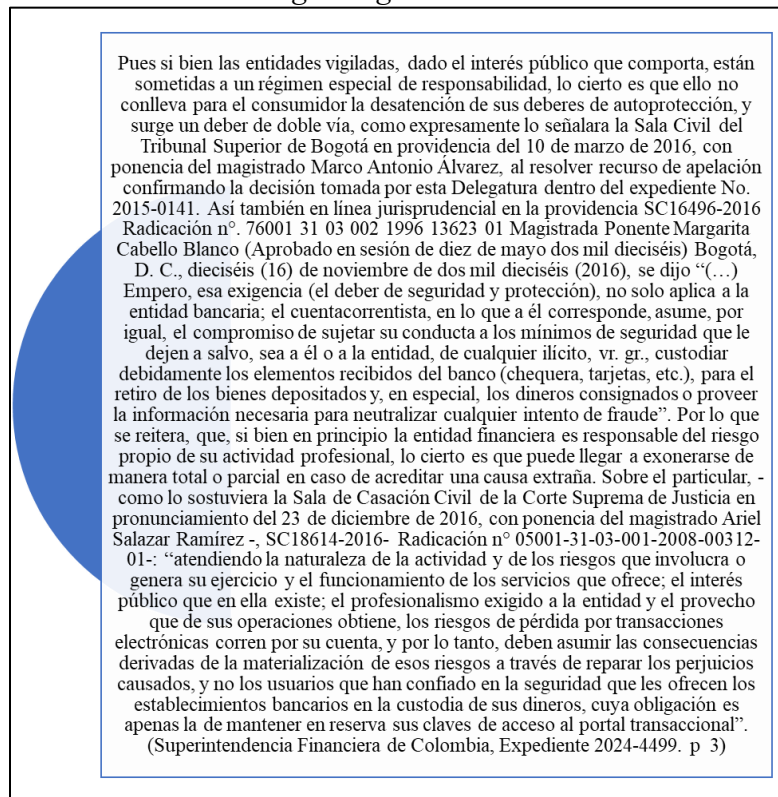 Pues si bien las entidades vigiladas, dado el interés público que comporta, están
sometidas a un régimen especial de responsabilidad, lo cierto es que ello no
conlleva para el consumidor la desatención de sus deberes de autoprotección, y
surge un deber de doble vía, como expresamente lo señalara la Sala Civil del
Tribunal Superior de Bogotá en providencia del 10 de marzo de 2016, con
ponencia del magistrado Marco Antonio Álvarez, al resolver recurso de apelación
confirmando la decisión tomada por esta Delegatura dentro del expediente No.
2015-0141. Así también en línea jurisprudencial en la providencia SC16496-2016
Radicación n°. 76001 31 03 002 1996 13623 01 Magistrada Ponente Margarita
Cabello Blanco (Aprobado en sesión de diez de mayo dos mil dieciséis) Bogotá,
D. C., dieciséis (16) de noviembre de dos mil dieciséis (2016), se dijo “(…)
Empero, esa exigencia (el deber de seguridad y protección), no solo aplica a la
entidad bancaria; el cuentacorrentista, en lo que a él corresponde, asume, por
igual, el compromiso de sujetar su conducta a los mínimos de seguridad que le
dejen a salvo, sea a él o a la entidad, de cualquier ilícito, vr. gr., custodiar
debidamente los elementos recibidos del banco (chequera, tarjetas, etc.), para el
retiro de los bienes depositados y, en especial, los dineros consignados o proveer
la información necesaria para neutralizar cualquier intento de fraude”. Por lo que
se reitera, que, si bien en principio la entidad financiera es responsable del riesgo
propio de su actividad profesional, lo cierto es que puede llegar a exonerarse de
manera total o parcial en caso de acreditar una causa extraña. Sobre el particular, -
como lo sostuviera la Sala de Casación Civil de la Corte Suprema de Justicia en
pronunciamiento del 23 de diciembre de 2016, con ponencia del magistrado Ariel
Salazar Ramírez -, SC18614-2016- Radicación n° 05001-31-03-001-2008-00312-
01-: “atendiendo la naturaleza de la actividad y de los riesgos que involucra o
genera su ejercicio y el funcionamiento de los servicios que ofrece; el interés
público que en ella existe; el profesionalismo exigido a la entidad y el provecho
que de sus operaciones obtiene, los riesgos de pérdida por transacciones
electrónicas corren por su cuenta, y por lo tanto, deben asumir las consecuencias
derivadas de la materialización de esos riesgos a través de reparar los perjuicios
causados, y no los usuarios que han confiado en la seguridad que les ofrecen los
establecimientos bancarios en la custodia de sus dineros, cuya obligación es
apenas la de mantener en reserva sus claves de acceso al portal transaccional”.
(Superintendencia Financiera de Colombia, Expediente 2024-4499. p 3)